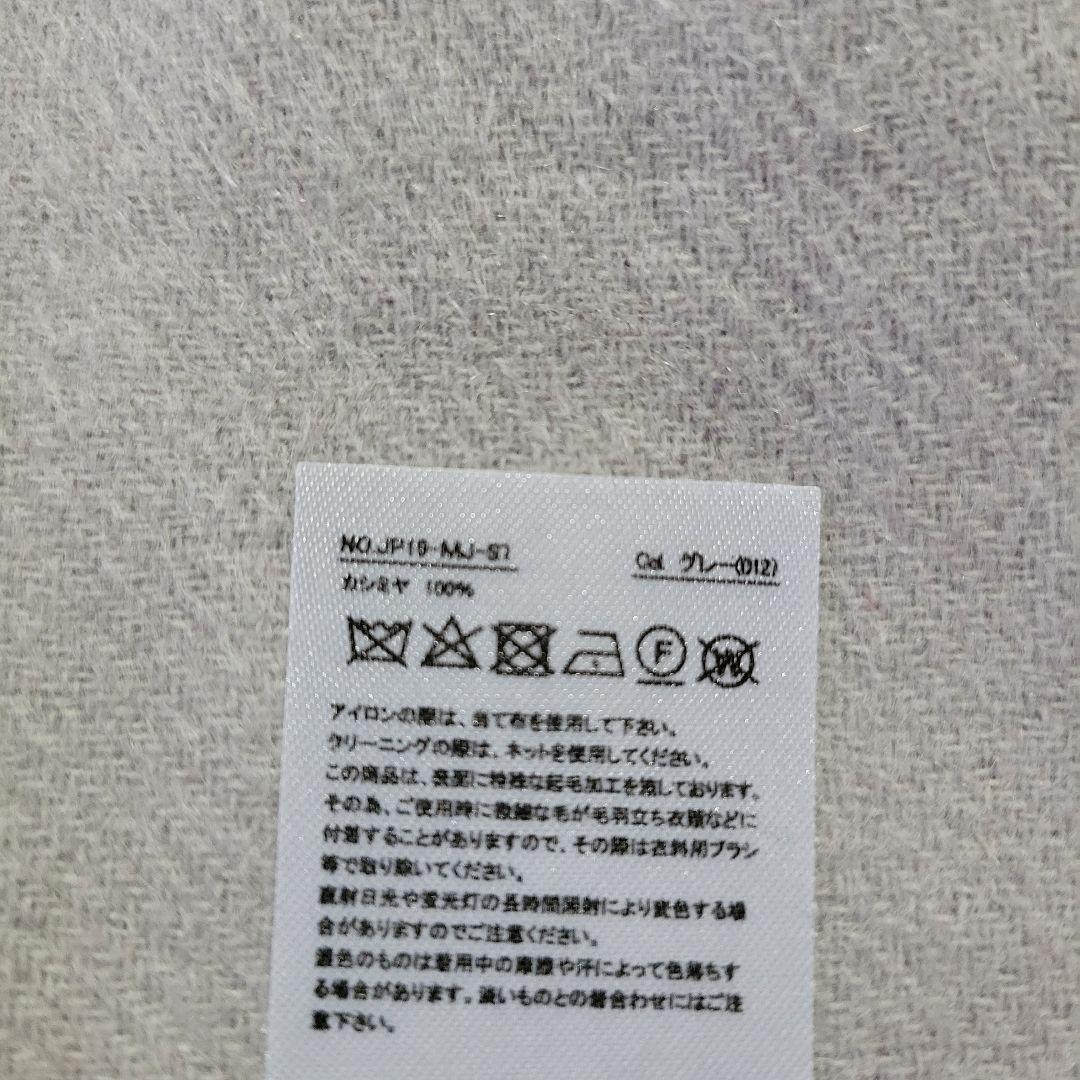 NO.JP19-MJ-S7
Col. グレー(D12)
カシミヤ 100%
F
W
アイロンの際は、当て布を使用して下さい。
クリーニングの際は、ネットを使用してください。
この商品は、表面に特殊な起毛加工を施しております。
その為、ご使用時に微細な毛が毛羽立ち衣類などに
付着することがありますので、その際は衣料用ブラシ
等で取り除いてください。
直射日光や蛍光灯の長時間照射により変色する場
合がありますのでご注意ください。
濃色のものは着用中の摩擦や汗によって色落ちす
る場合があります。淡いものとの組合わせにはご注
意下さい。